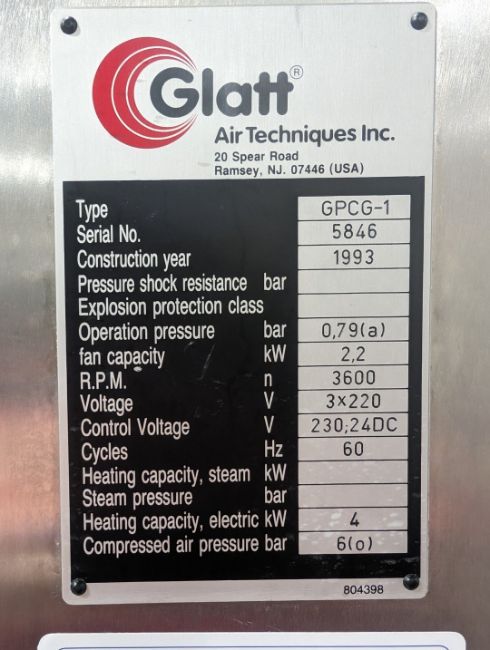 Glatt®
Air Techniques Inc.
20 Spear Road
Ramsey, NJ. 07446 (USA)
Type GPCG-1
Serial No. 5846
Construction year 1993
Pressure shock resistance bar
Explosion protection class
Operation pressure bar 0,79(a)
fan capacity kW 2,2
R.P.M. n 3600
Voltage V 3×220
Control Voltage V 230;24DC
Cycles Hz 60
Heating capacity, steam kW
Steam pressure bar
Heating capacity, electric kW 4
Compressed air pressure bar 6(o)
804398